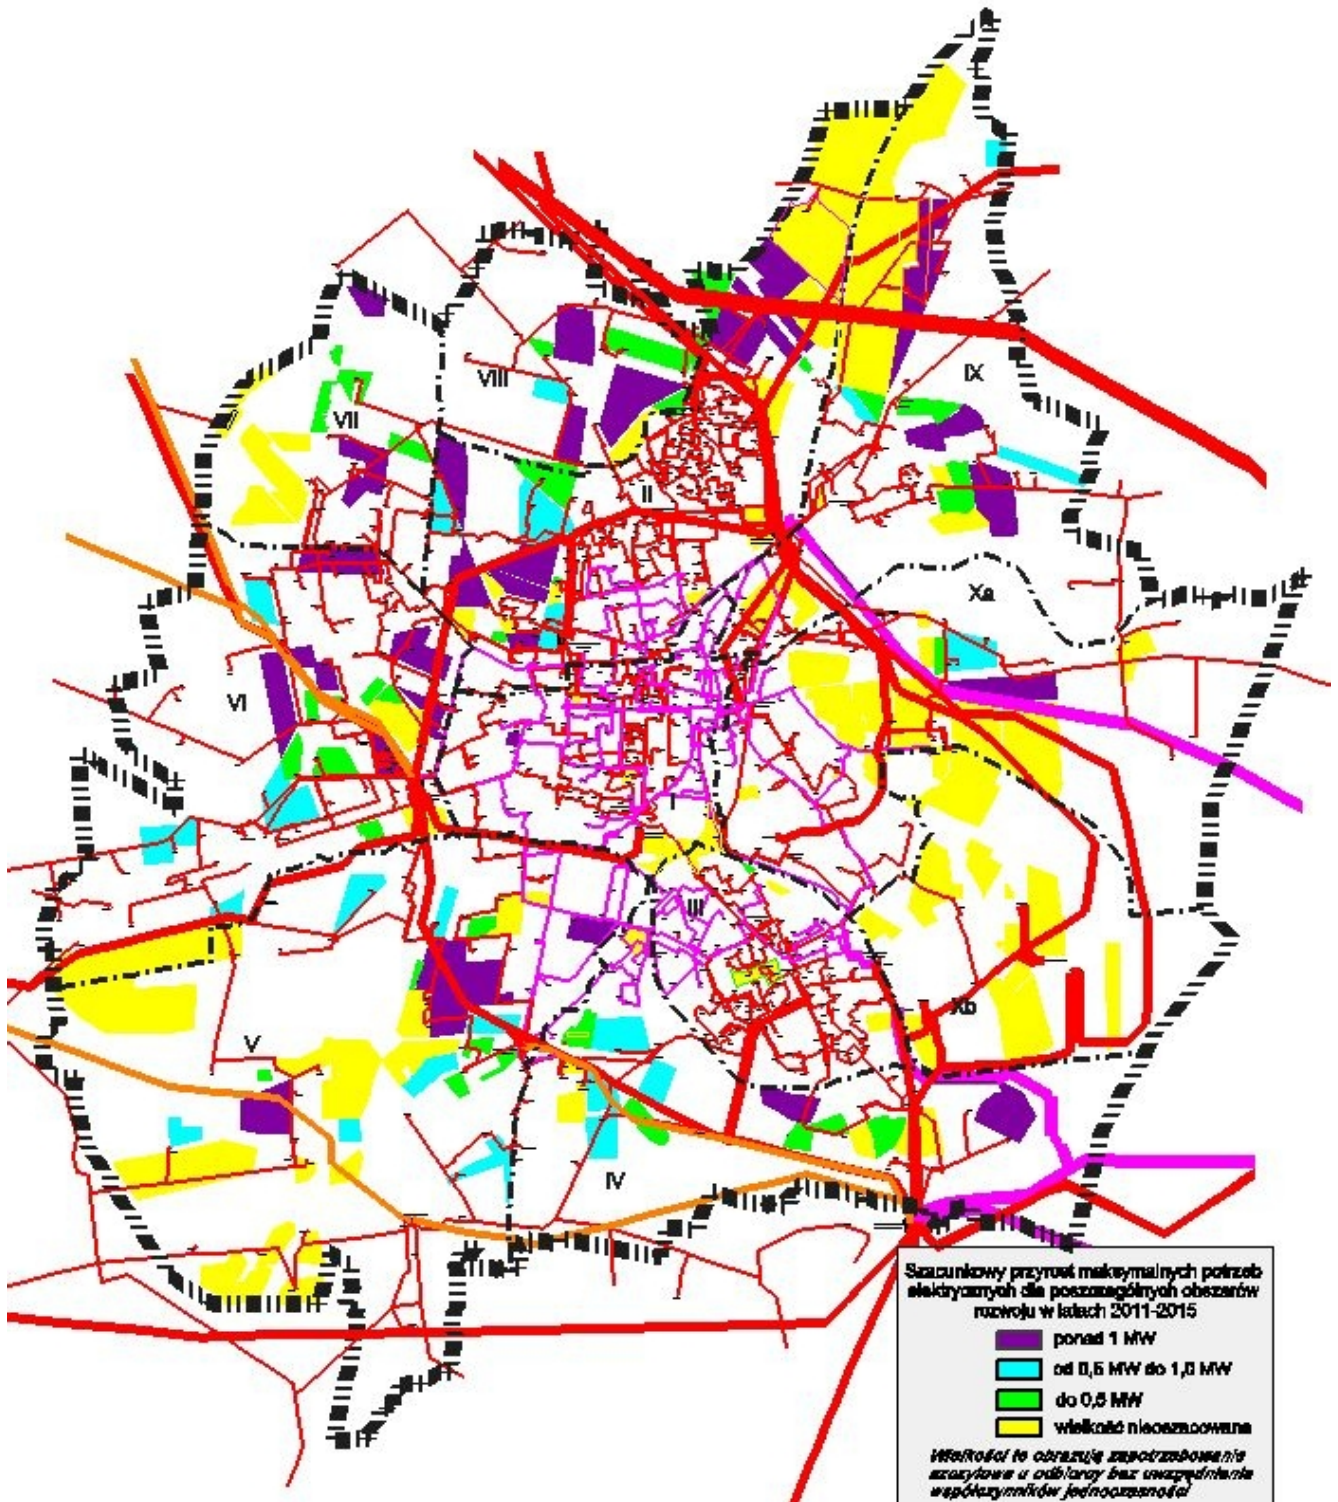 IX
VIII
VII
II
Xa
VI
I
III
Xb
V
IV
Szacunkowy przyrost maksymalnych potrzeb
elektrycznych dla poszczególnych obszarów
rozwoju w latach 2011-2015
ponad 1 MW
od 0,5 MW do 1,0 MW
do 0,5 MW
wielkość nieoszacowana
Wielkości te obrazują zapotrzebowanie
szczytowe u odbiorcy bez uwzględnienia
współczynników jednoczesności